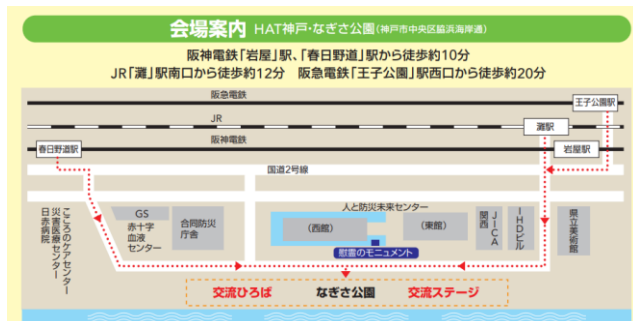 会場案内 HAT神戸・なぎさ公園(神戸市中央区脇浜海岸通)
阪神電鉄「岩屋」駅、「春日野道」駅から徒歩約10分
JR「灘」駅南口から徒歩約12分 阪急電鉄「王子公園」駅西口から徒歩約20分
阪急電鉄
王子公園駅
JR
灘駅
阪神電鉄
春日野道駅
岩屋駅
国道2号線
こころのケアセンター
災害医療センター
日赤病院
GS
赤十字
血液
センター
合同防災
庁舎
人と防災未来センター
(西館)
(東館)
慰霊のモニュメント
JICA
関西
IHDビル
県立美術館
交流ひろば
なぎさ公園
交流ステージ